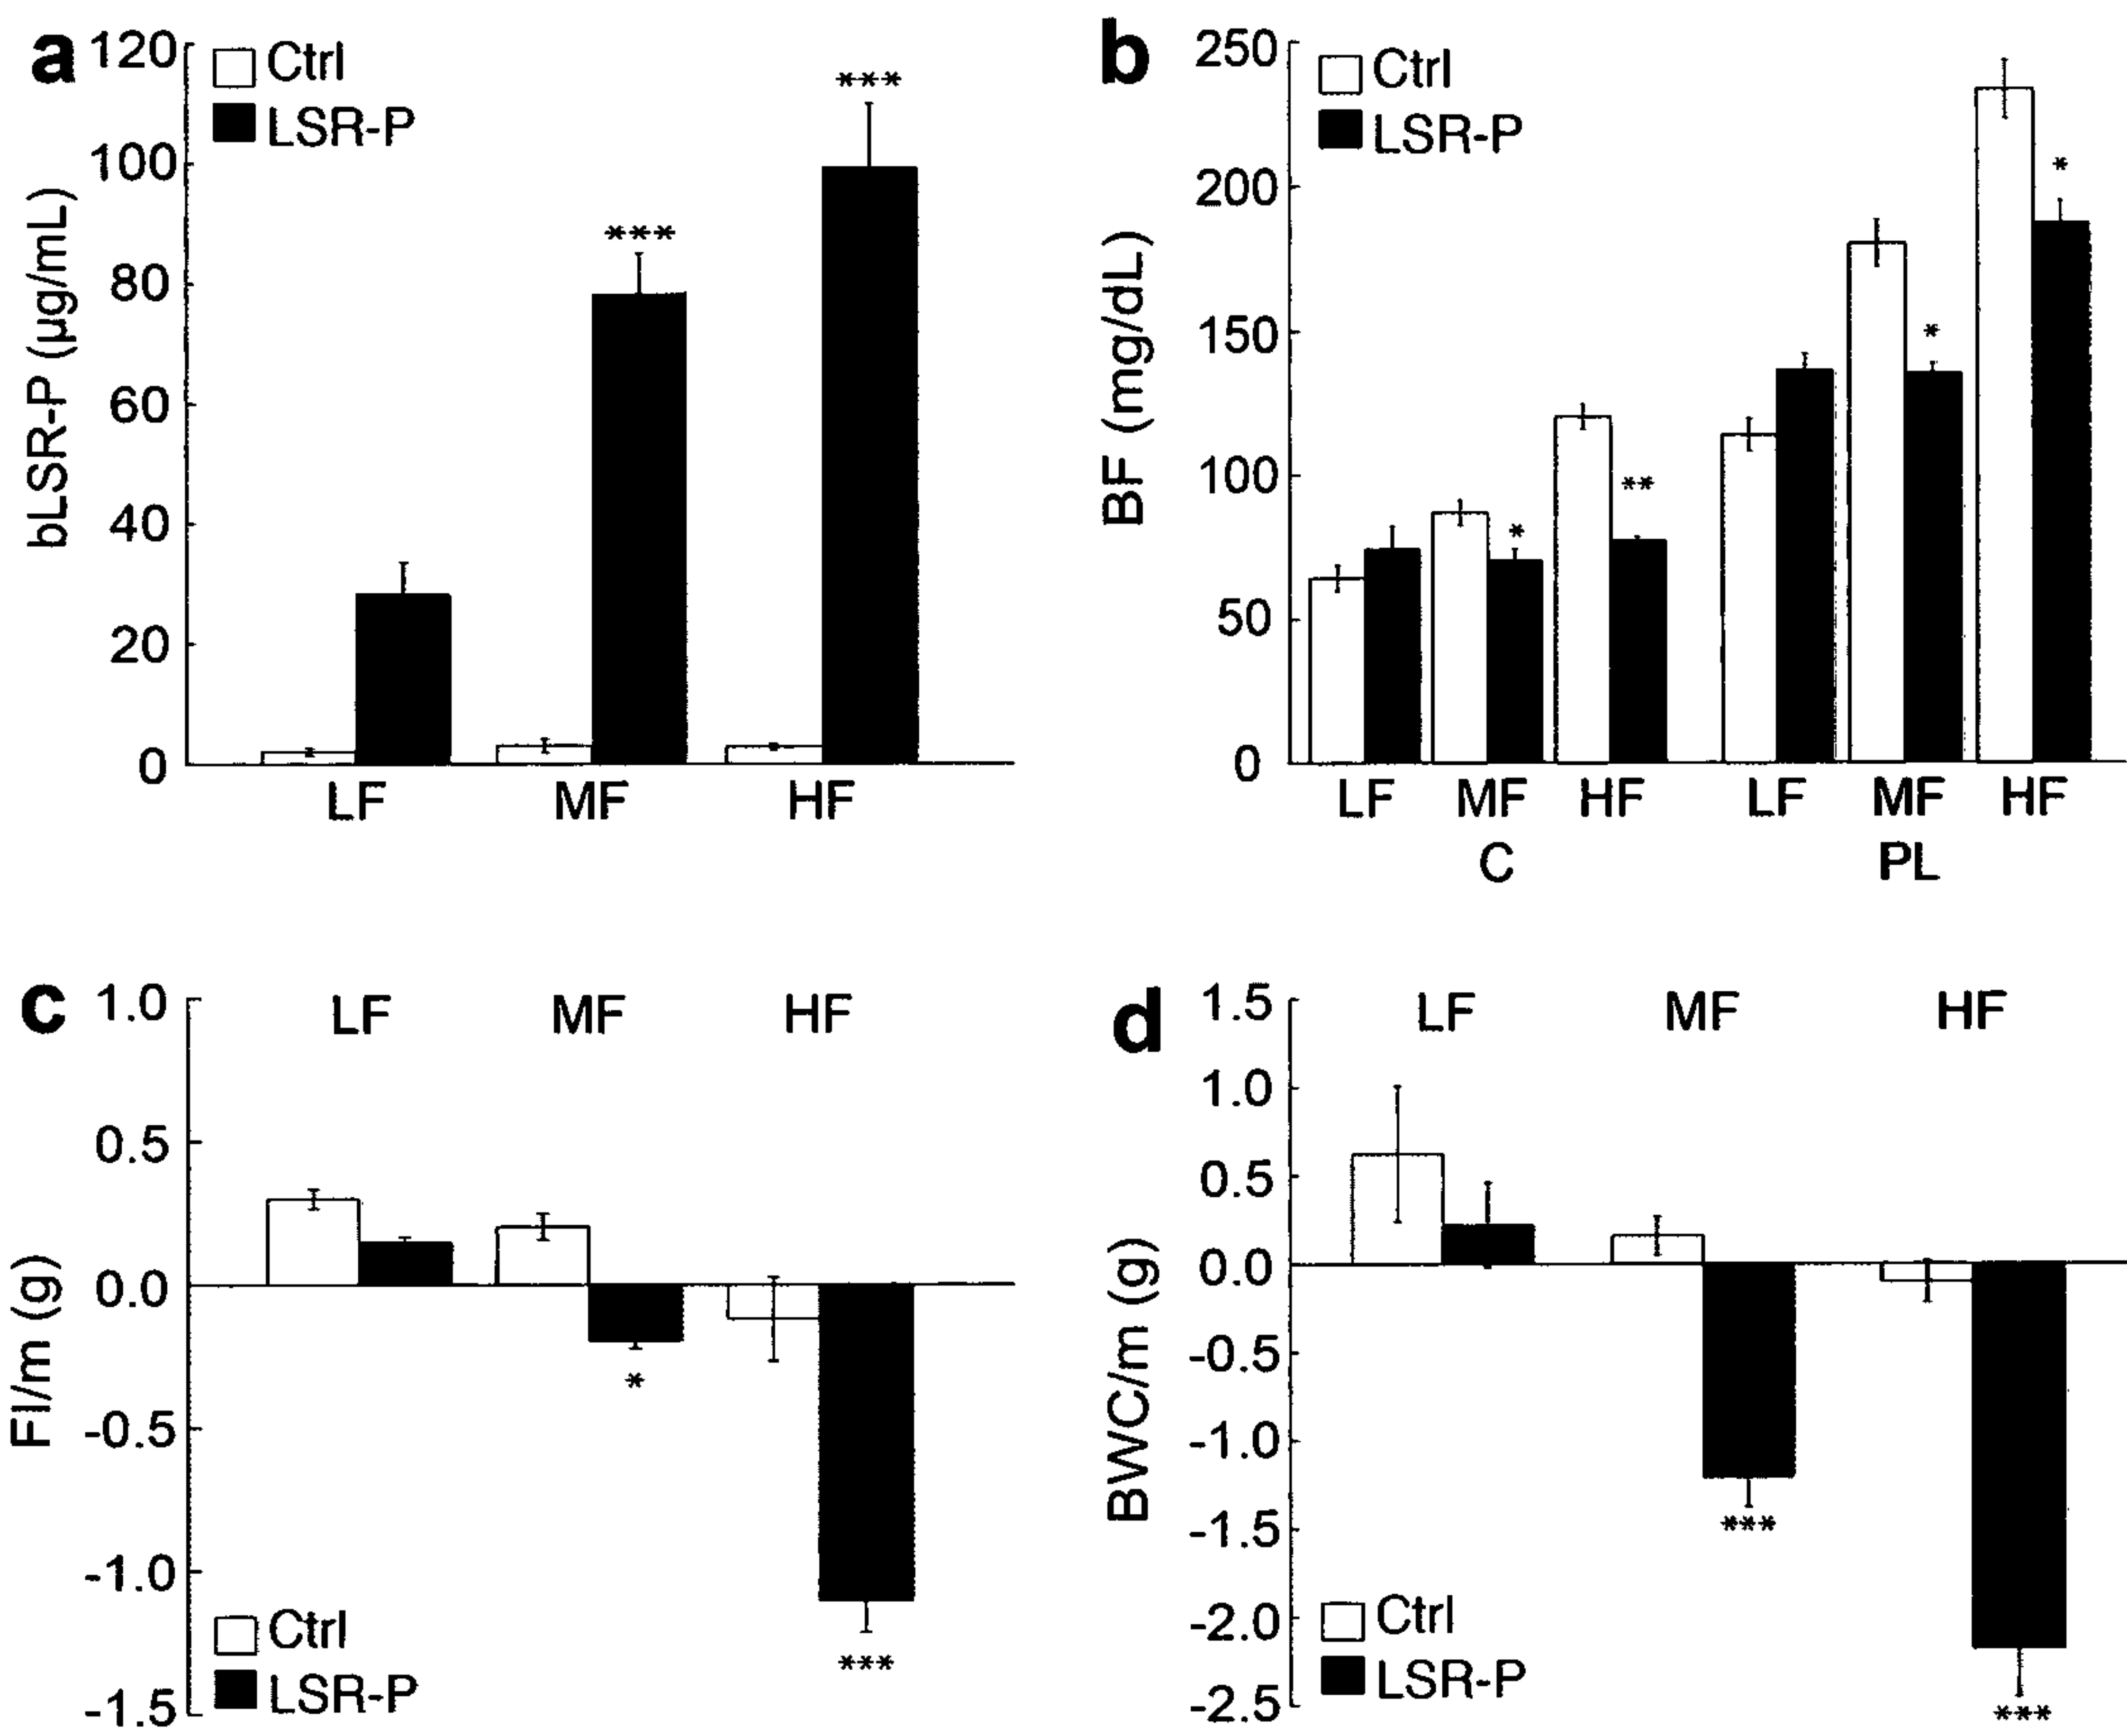 a
120
100
80
60
40
20
0
bLSR-P (µg/mL)
Ctrl
LSR-P
***
***
LF MF HF
b
250
200
150
100
50
0
BF (mg/dL)
Ctrl
LSR-P
*
**
*
*
LF MF HF LF MF HF
C PL
c
1.0
0.5
0.0
-0.5
-1.0
-1.5
FI/m (g)
LF MF HF
*
***
Ctrl
LSR-P
d
1.5
1.0
0.5
0.0
-0.5
-1.0
-1.5
-2.0
-2.5
BWC/m (g)
LF MF HF
***
***
Ctrl
LSR-P